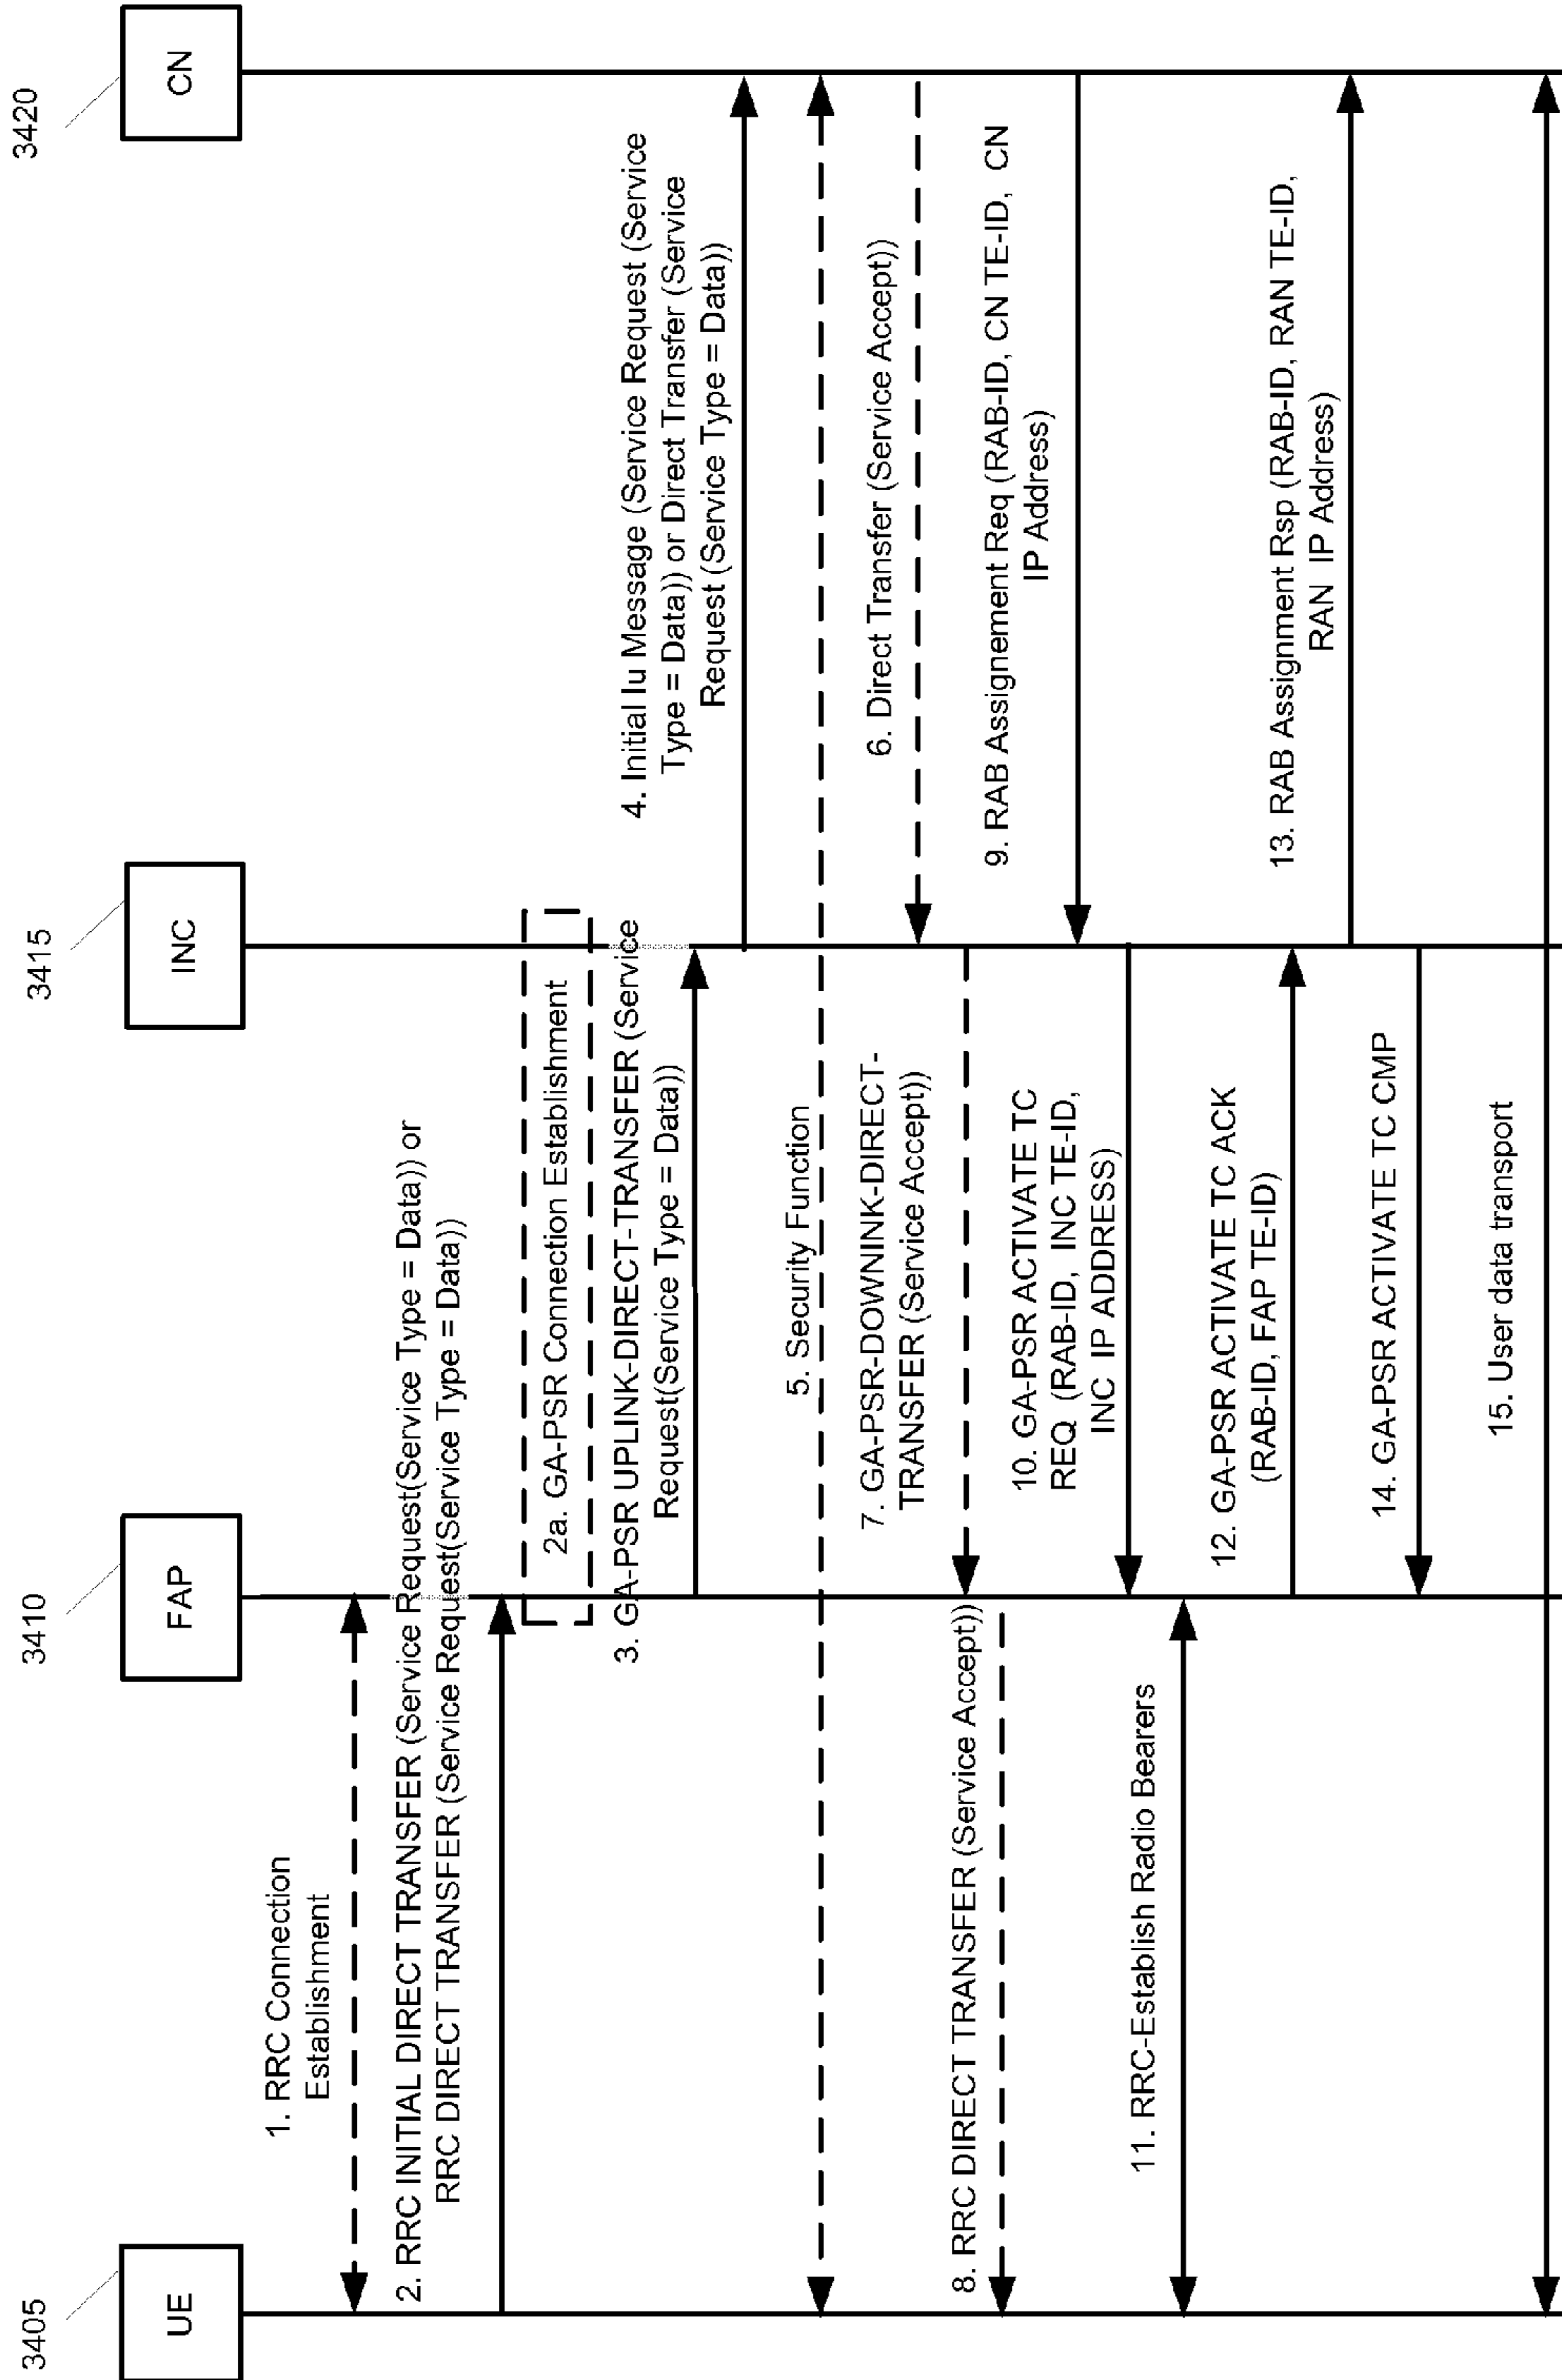 3405
3410
3415
3420
UE
FAP
INC
CN
1. RRC Connection
Establishment
2. RRC INITIAL DIRECT TRANSFER (Service Request(Service Type = Data)) or
RRC DIRECT TRANSFER (Service Request(Service Type = Data))
2a. GA-PSR Connection Establishment
3. GA-PSR UPLINK-DIRECT-TRANSFER (Service
Request(Service Type = Data))
4. Initial Iu Message (Service Request (Service
Type = Data)) or Direct Transfer (Service
Request (Service Type = Data))
5. Security Function
6. Direct Transfer (Service Accept))
7. GA-PSR-DOWNINK-DIRECT-
TRANSFER (Service Accept))
8. RRC DIRECT TRANSFER (Service Accept))
9. RAB Assignement Req (RAB-ID, CN TE-ID, CN
IP Address)
10. GA-PSR ACTIVATE TC
REQ (RAB-ID, INC TE-ID,
INC IP ADDRESS)
11. RRC-Establish Radio Bearers
12. GA-PSR ACTIVATE TC ACK
(RAB-ID, FAP TE-ID)
13. RAB Assignment Rsp (RAB-ID, RAN TE-ID,
RAN IP Address)
14. GA-PSR ACTIVATE TC CMP
15. User data transport